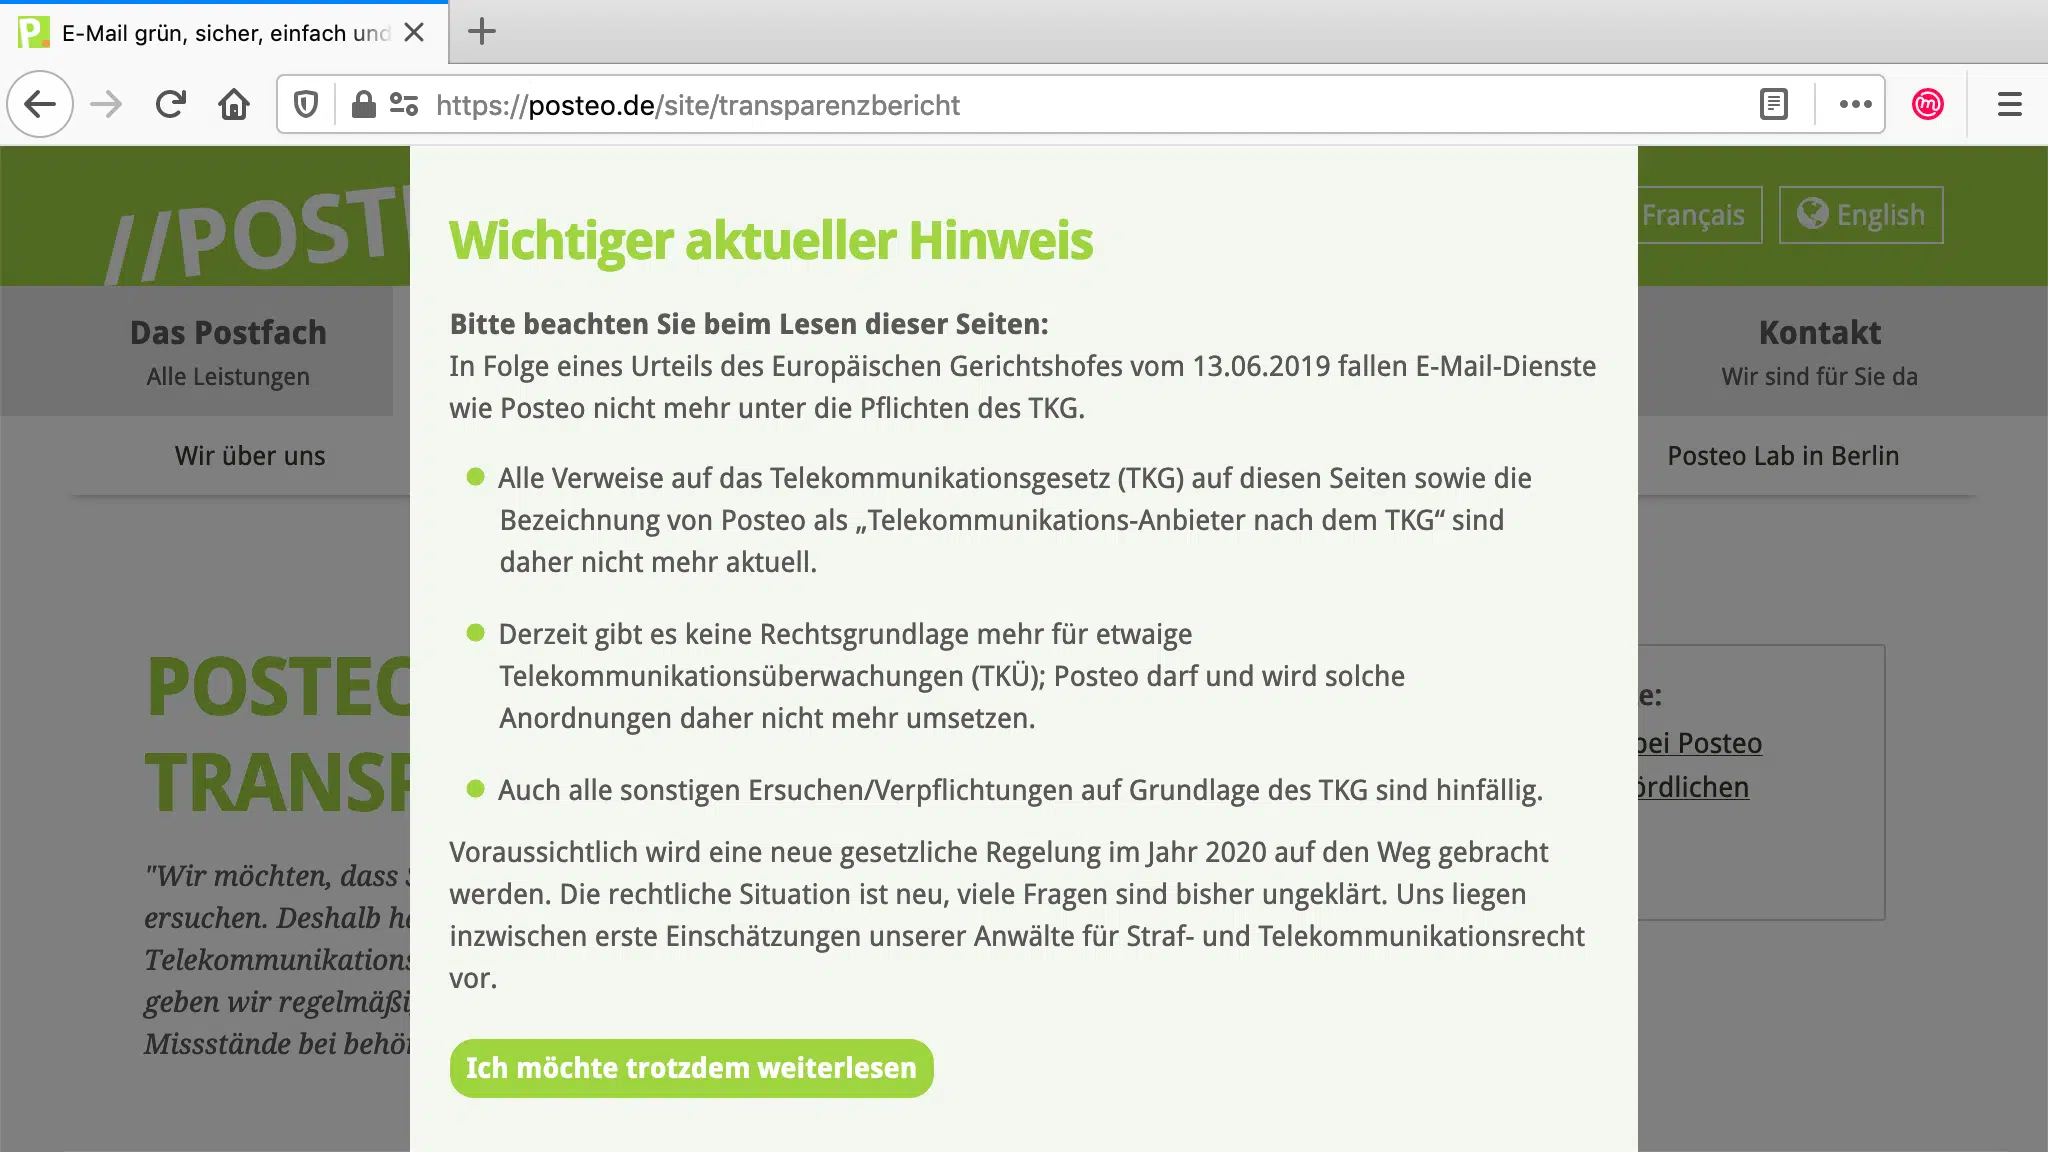 E-Mail grün, sicher, einfach und
https://posteo.de/site/transparenzbericht
//POSTE
Français
English
Das Postfach
Alle Leistungen
Kontakt
Wir sind für Sie da
Wir über uns
Posteo Lab in Berlin
Wichtiger aktueller Hinweis
Bitte beachten Sie beim Lesen dieser Seiten:
In Folge eines Urteils des Europäischen Gerichtshofes vom 13.06.2019 fallen E-Mail-Dienste
wie Posteo nicht mehr unter die Pflichten des TKG.
Alle Verweise auf das Telekommunikationsgesetz (TKG) auf diesen Seiten sowie die
Bezeichnung von Posteo als „Telekommunikations-Anbieter nach dem TKG“ sind
daher nicht mehr aktuell.
Derzeit gibt es keine Rechtsgrundlage mehr für etwaige
Telekommunikationsüberwachungen (TKÜ); Posteo darf und wird solche
Anordnungen daher nicht mehr umsetzen.
Auch alle sonstigen Ersuchen/Verpflichtungen auf Grundlage des TKG sind hinfällig.
Voraussichtlich wird eine neue gesetzliche Regelung im Jahr 2020 auf den Weg gebracht
werden. Die rechtliche Situation ist neu, viele Fragen sind bisher ungeklärt. Uns liegen
inzwischen erste Einschätzungen unserer Anwälte für Straf- und Telekommunikationsrecht
vor.
Ich möchte trotzdem weiterlesen
POSTEO
TRANSP
"Wir möchten, dass S
ersuchen. Deshalb ha
Telekommunikations
geben wir regelmäßi
Missstände bei behör
e:
bei Posteo
ördlichen